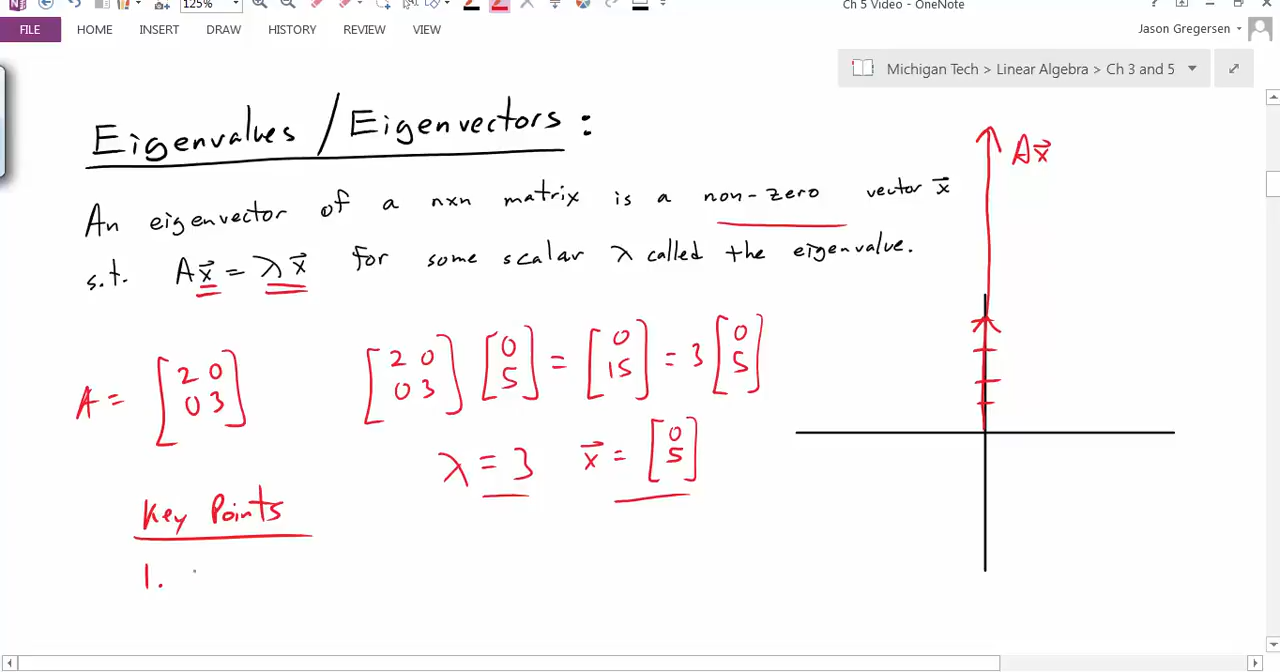 125%
Ch 5 Video - OneNote
FILE HOME INSERT DRAW HISTORY REVIEW VIEW
Jason Gregersen
Michigan Tech > Linear Algebra > Ch 3 and 5
Eigenvalues / Eigenvectors :
An eigenvector of a nxn matrix is a non-zero vector x⃗
s.t. Ax⃗ = λx⃗ for some scalar λ called the eigenvalue.
Ax⃗
A = [2 0; 0 3] [2 0; 0 3] [0; 5] = [0; 15] = 3 [0; 5]
λ = 3 x⃗ = [0; 5]
Key Points
1.